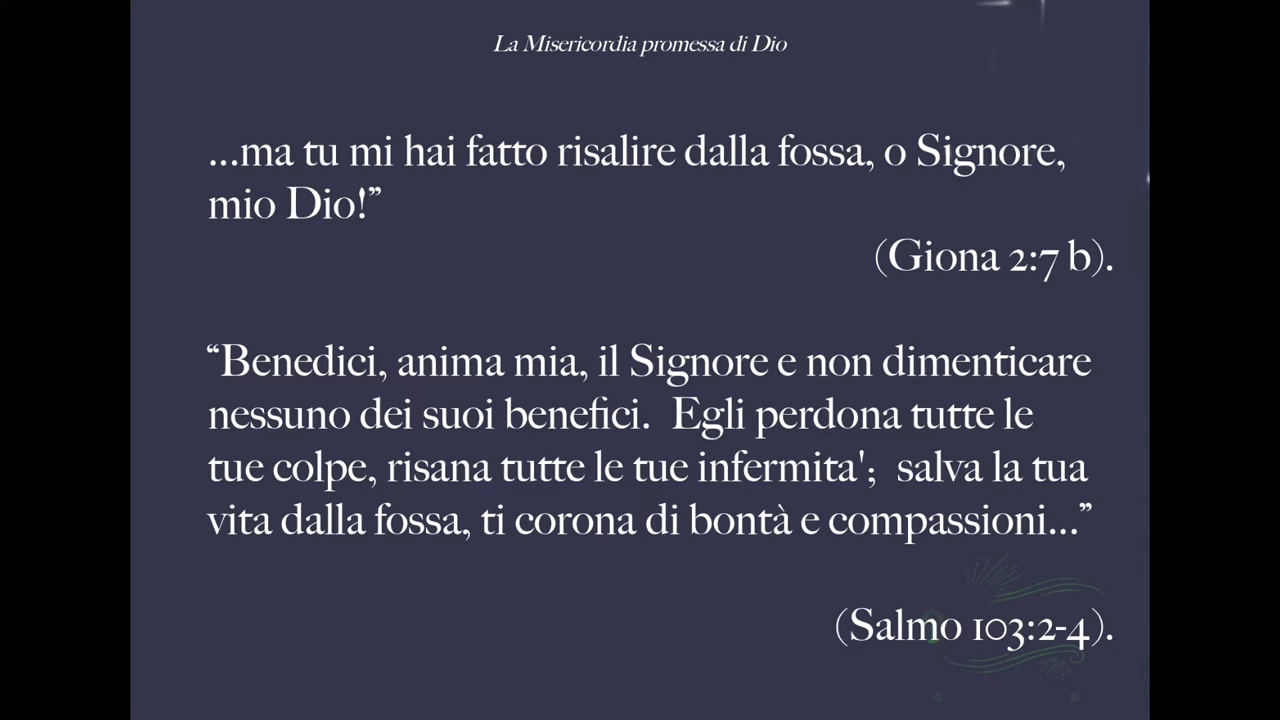 La Misericordia promessa di Dio
...ma tu mi hai fatto risalire dalla fossa, o Signore,
mio Dio!”
(Giona 2:7 b).
“Benedici, anima mia, il Signore e non dimenticare
nessuno dei suoi benefici.  Egli perdona tutte le
tue colpe, risana tutte le tue infermita';  salva la tua
vita dalla fossa, ti corona di bontà e compassioni...”
(Salmo 103:2-4).